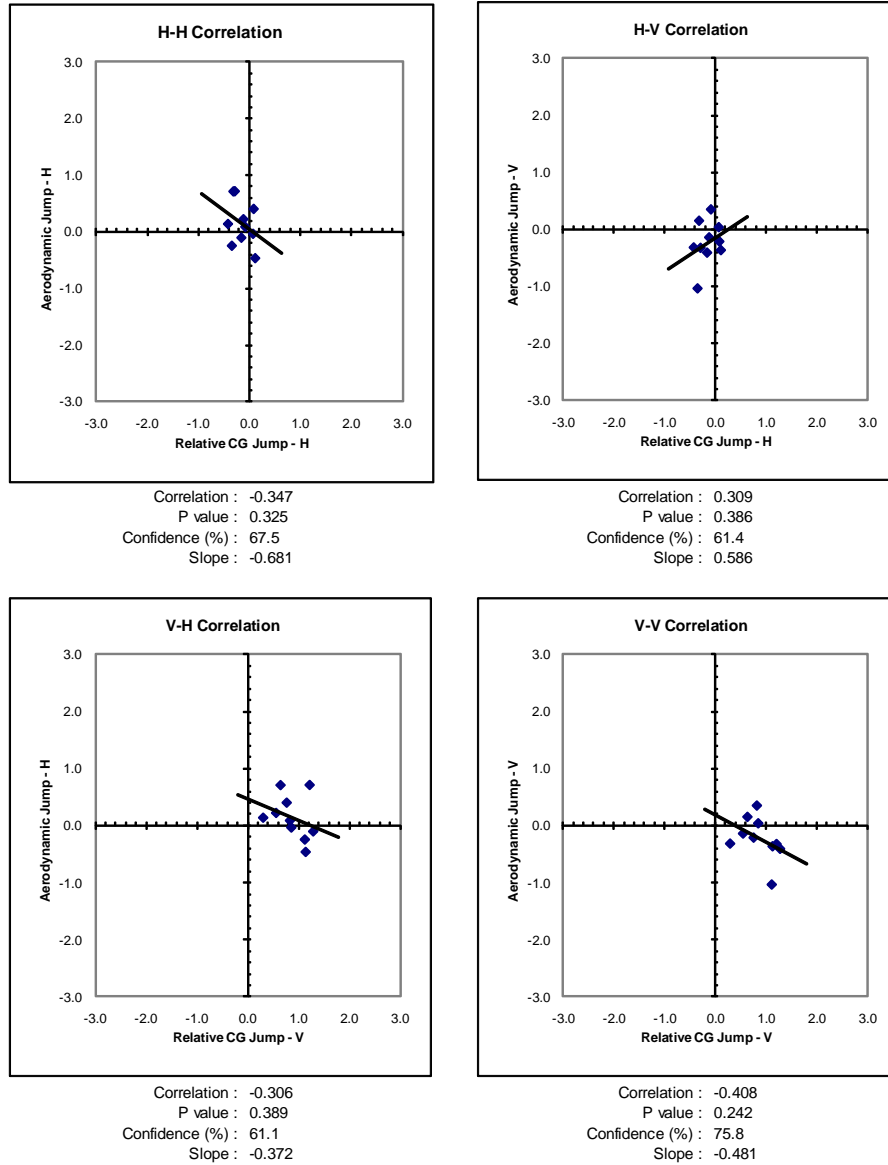 H-H Correlation
3.0
2.0
1.0
0.0
-1.0
-2.0
-3.0
-3.0 -2.0 -1.0 0.0 1.0 2.0 3.0
Aerodynamic Jump - H
Relative CG Jump - H
Correlation : -0.347
P value : 0.325
Confidence (%) : 67.5
Slope : -0.681
H-V Correlation
3.0
2.0
1.0
0.0
-1.0
-2.0
-3.0
-3.0 -2.0 -1.0 0.0 1.0 2.0 3.0
Aerodynamic Jump - V
Relative CG Jump - H
Correlation : 0.309
P value : 0.386
Confidence (%) : 61.4
Slope : 0.586
V-H Correlation
3.0
2.0
1.0
0.0
-1.0
-2.0
-3.0
-3.0 -2.0 -1.0 0.0 1.0 2.0 3.0
Aerodynamic Jump - H
Relative CG Jump - V
Correlation : -0.306
P value : 0.389
Confidence (%) : 61.1
Slope : -0.372
V-V Correlation
3.0
2.0
1.0
0.0
-1.0
-2.0
-3.0
-3.0 -2.0 -1.0 0.0 1.0 2.0 3.0
Aerodynamic Jump - V
Relative CG Jump - V
Correlation : -0.408
P value : 0.242
Confidence (%) : 75.8
Slope : -0.481